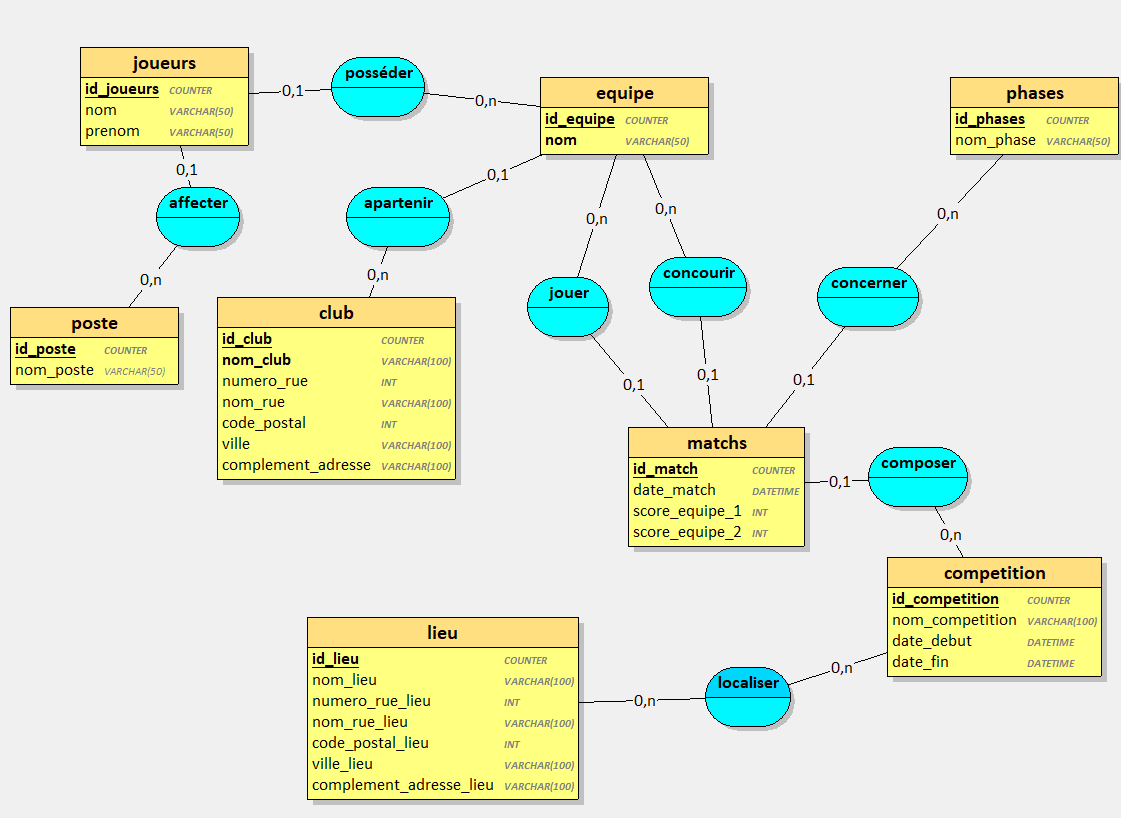 joueurs
id_joueurs COUNTER
nom VARCHAR(50)
prenom VARCHAR(50)
0,1
posséder
0,n
equipe
id_equipe COUNTER
nom VARCHAR(50)
phases
id_phases COUNTER
nom_phase VARCHAR(50)
0,1
affecter
0,n
0,1
apartenir
0,n
0,n
jouer
0,1
0,n
concourir
0,1
0,n
concerner
0,1
poste
id_poste COUNTER
nom_poste VARCHAR(50)
club
id_club COUNTER
nom_club VARCHAR(100)
numero_rue INT
nom_rue VARCHAR(100)
code_postal INT
ville VARCHAR(100)
complement_adresse VARCHAR(100)
matchs
id_match COUNTER
date_match DATETIME
score_equipe_1 INT
score_equipe_2 INT
0,1
composer
0,n
competition
id_competition COUNTER
nom_competition VARCHAR(100)
date_debut DATETIME
date_fin DATETIME
lieu
id_lieu COUNTER
nom_lieu VARCHAR(100)
numero_rue_lieu INT
nom_rue_lieu VARCHAR(100)
code_postal_lieu INT
ville_lieu VARCHAR(100)
complement_adresse_lieu VARCHAR(100)
0,n
localiser
0,n